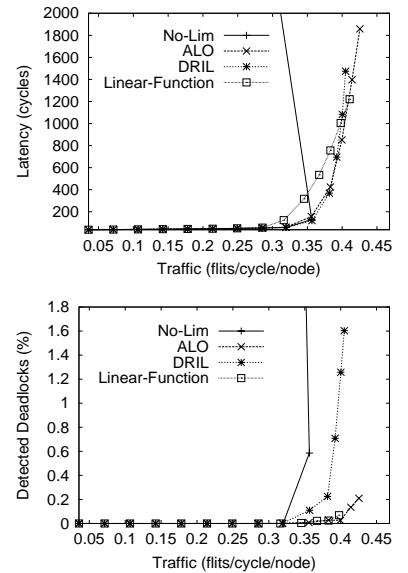 2000
1800
1600
1400
1200
1000
800
600
400
200
Latency (cycles)
No-Lim
ALO
DRIL
Linear-Function
0.05 0.1 0.15 0.2 0.25 0.3 0.35 0.4 0.45
Traffic (flits/cycle/node)
1.8
1.6
1.4
1.2
1
0.8
0.6
0.4
0.2
0
Detected Deadlocks (%)
No-Lim
ALO
DRIL
Linear-Function
0.05 0.1 0.15 0.2 0.25 0.3 0.35 0.4 0.45
Traffic (flits/cycle/node)